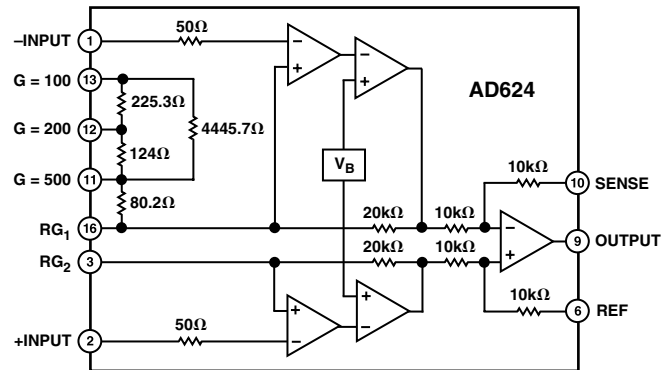 50Ω
–INPUT 1
G = 100 13
225.3Ω
AD624
G = 200 12
4445.7Ω
124Ω
V_B
G = 500 11
10kΩ
10 SENSE
80.2Ω
20kΩ 10kΩ
RG₁ 16
9 OUTPUT
20kΩ 10kΩ
RG₂ 3
10kΩ
6 REF
50Ω
+INPUT 2
− + − +
− +
+ − + −